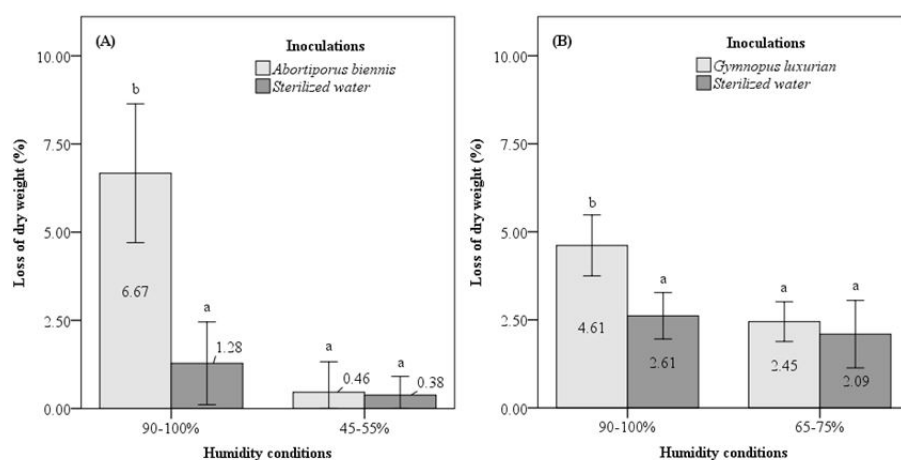 (A)
Inoculations
Abortiporus biennis
Sterilized water
10.00
7.50
5.00
2.50
0.00
Loss of dry weight (%)
b
6.67
a
1.28
a
0.46
a
0.38
90-100%
45-55%
Humidity conditions
(B)
Inoculations
Gymnopus luxurian
Sterilized water
10.00
7.50
5.00
2.50
0.00
Loss of dry weight (%)
b
4.61
a
2.61
a
2.45
a
2.09
90-100%
65-75%
Humidity conditions